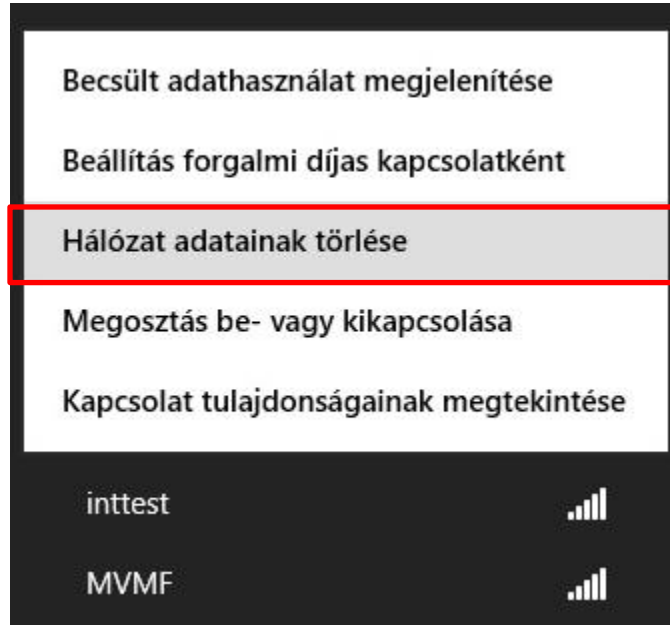 Becsült adathasználat megjelenítése
Beállítás forgalmi díjas kapcsolatként
Hálózat adatainak törlése
Megosztás be- vagy kikapcsolása
Kapcsolat tulajdonságainak megtekintése
inttest
MVMF